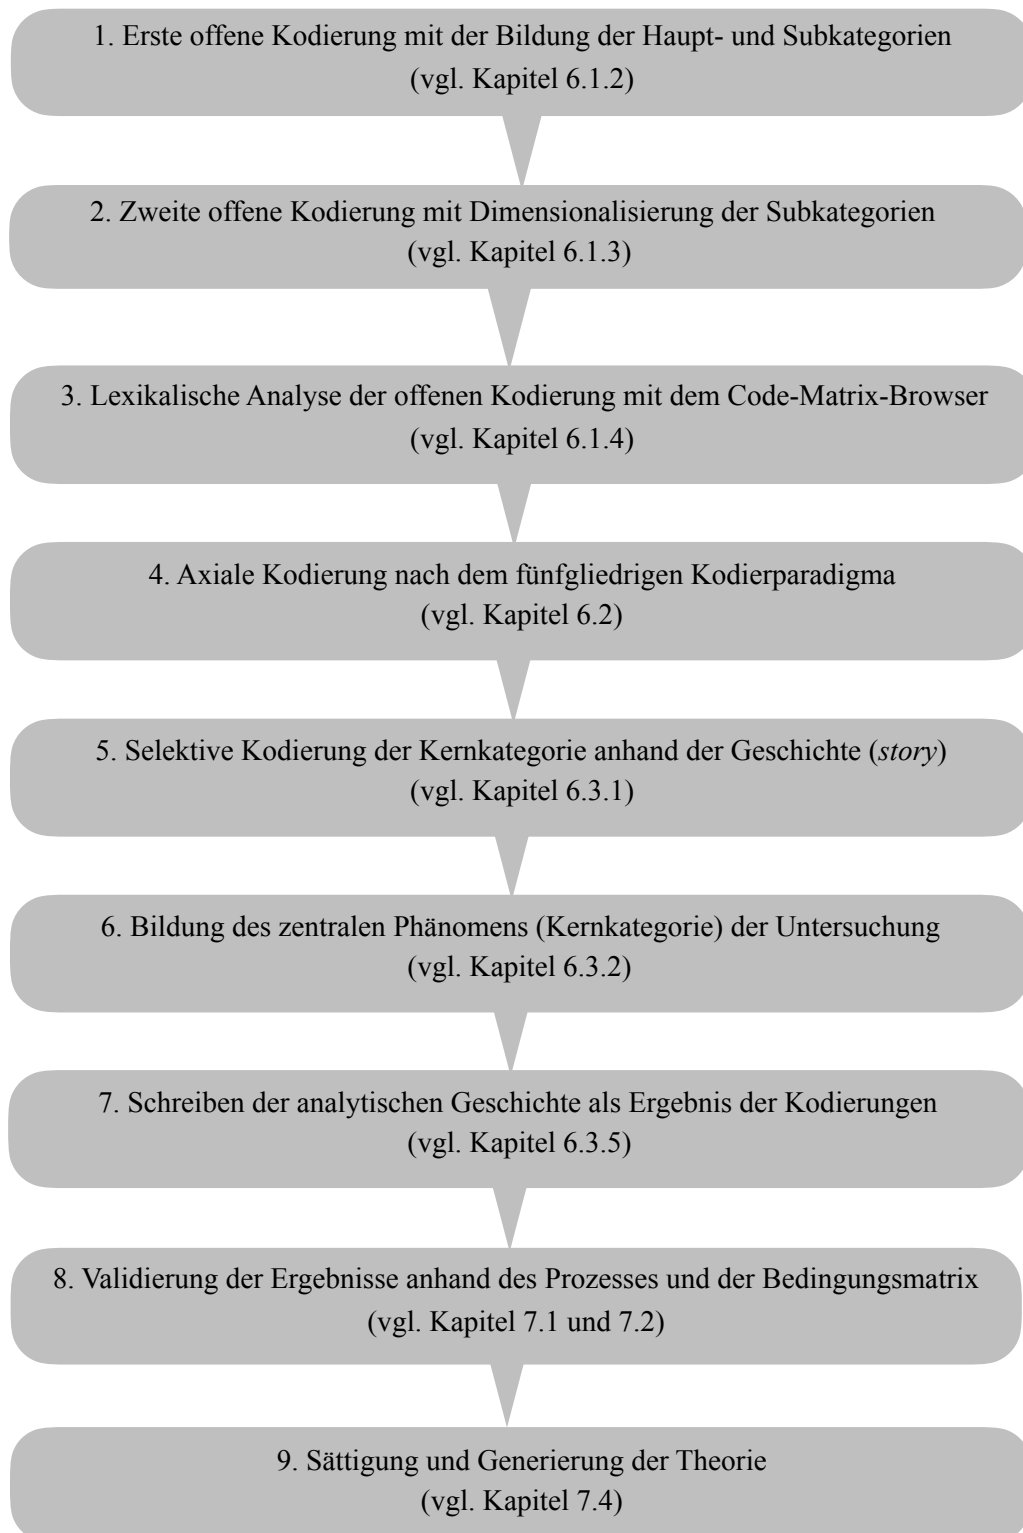 1. Erste offene Kodierung mit der Bildung der Haupt- und Subkategorien
(vgl. Kapitel 6.1.2)
2. Zweite offene Kodierung mit Dimensionalisierung der Subkategorien
(vgl. Kapitel 6.1.3)
3. Lexikalische Analyse der offenen Kodierung mit dem Code-Matrix-Browser
(vgl. Kapitel 6.1.4)
4. Axiale Kodierung nach dem fünfgliedrigen Kodierparadigma
(vgl. Kapitel 6.2)
5. Selektive Kodierung der Kernkategorie anhand der Geschichte (story)
(vgl. Kapitel 6.3.1)
6. Bildung des zentralen Phänomens (Kernkategorie) der Untersuchung
(vgl. Kapitel 6.3.2)
7. Schreiben der analytischen Geschichte als Ergebnis der Kodierungen
(vgl. Kapitel 6.3.5)
8. Validierung der Ergebnisse anhand des Prozesses und der Bedingungsmatrix
(vgl. Kapitel 7.1 und 7.2)
9. Sättigung und Generierung der Theorie
(vgl. Kapitel 7.4)